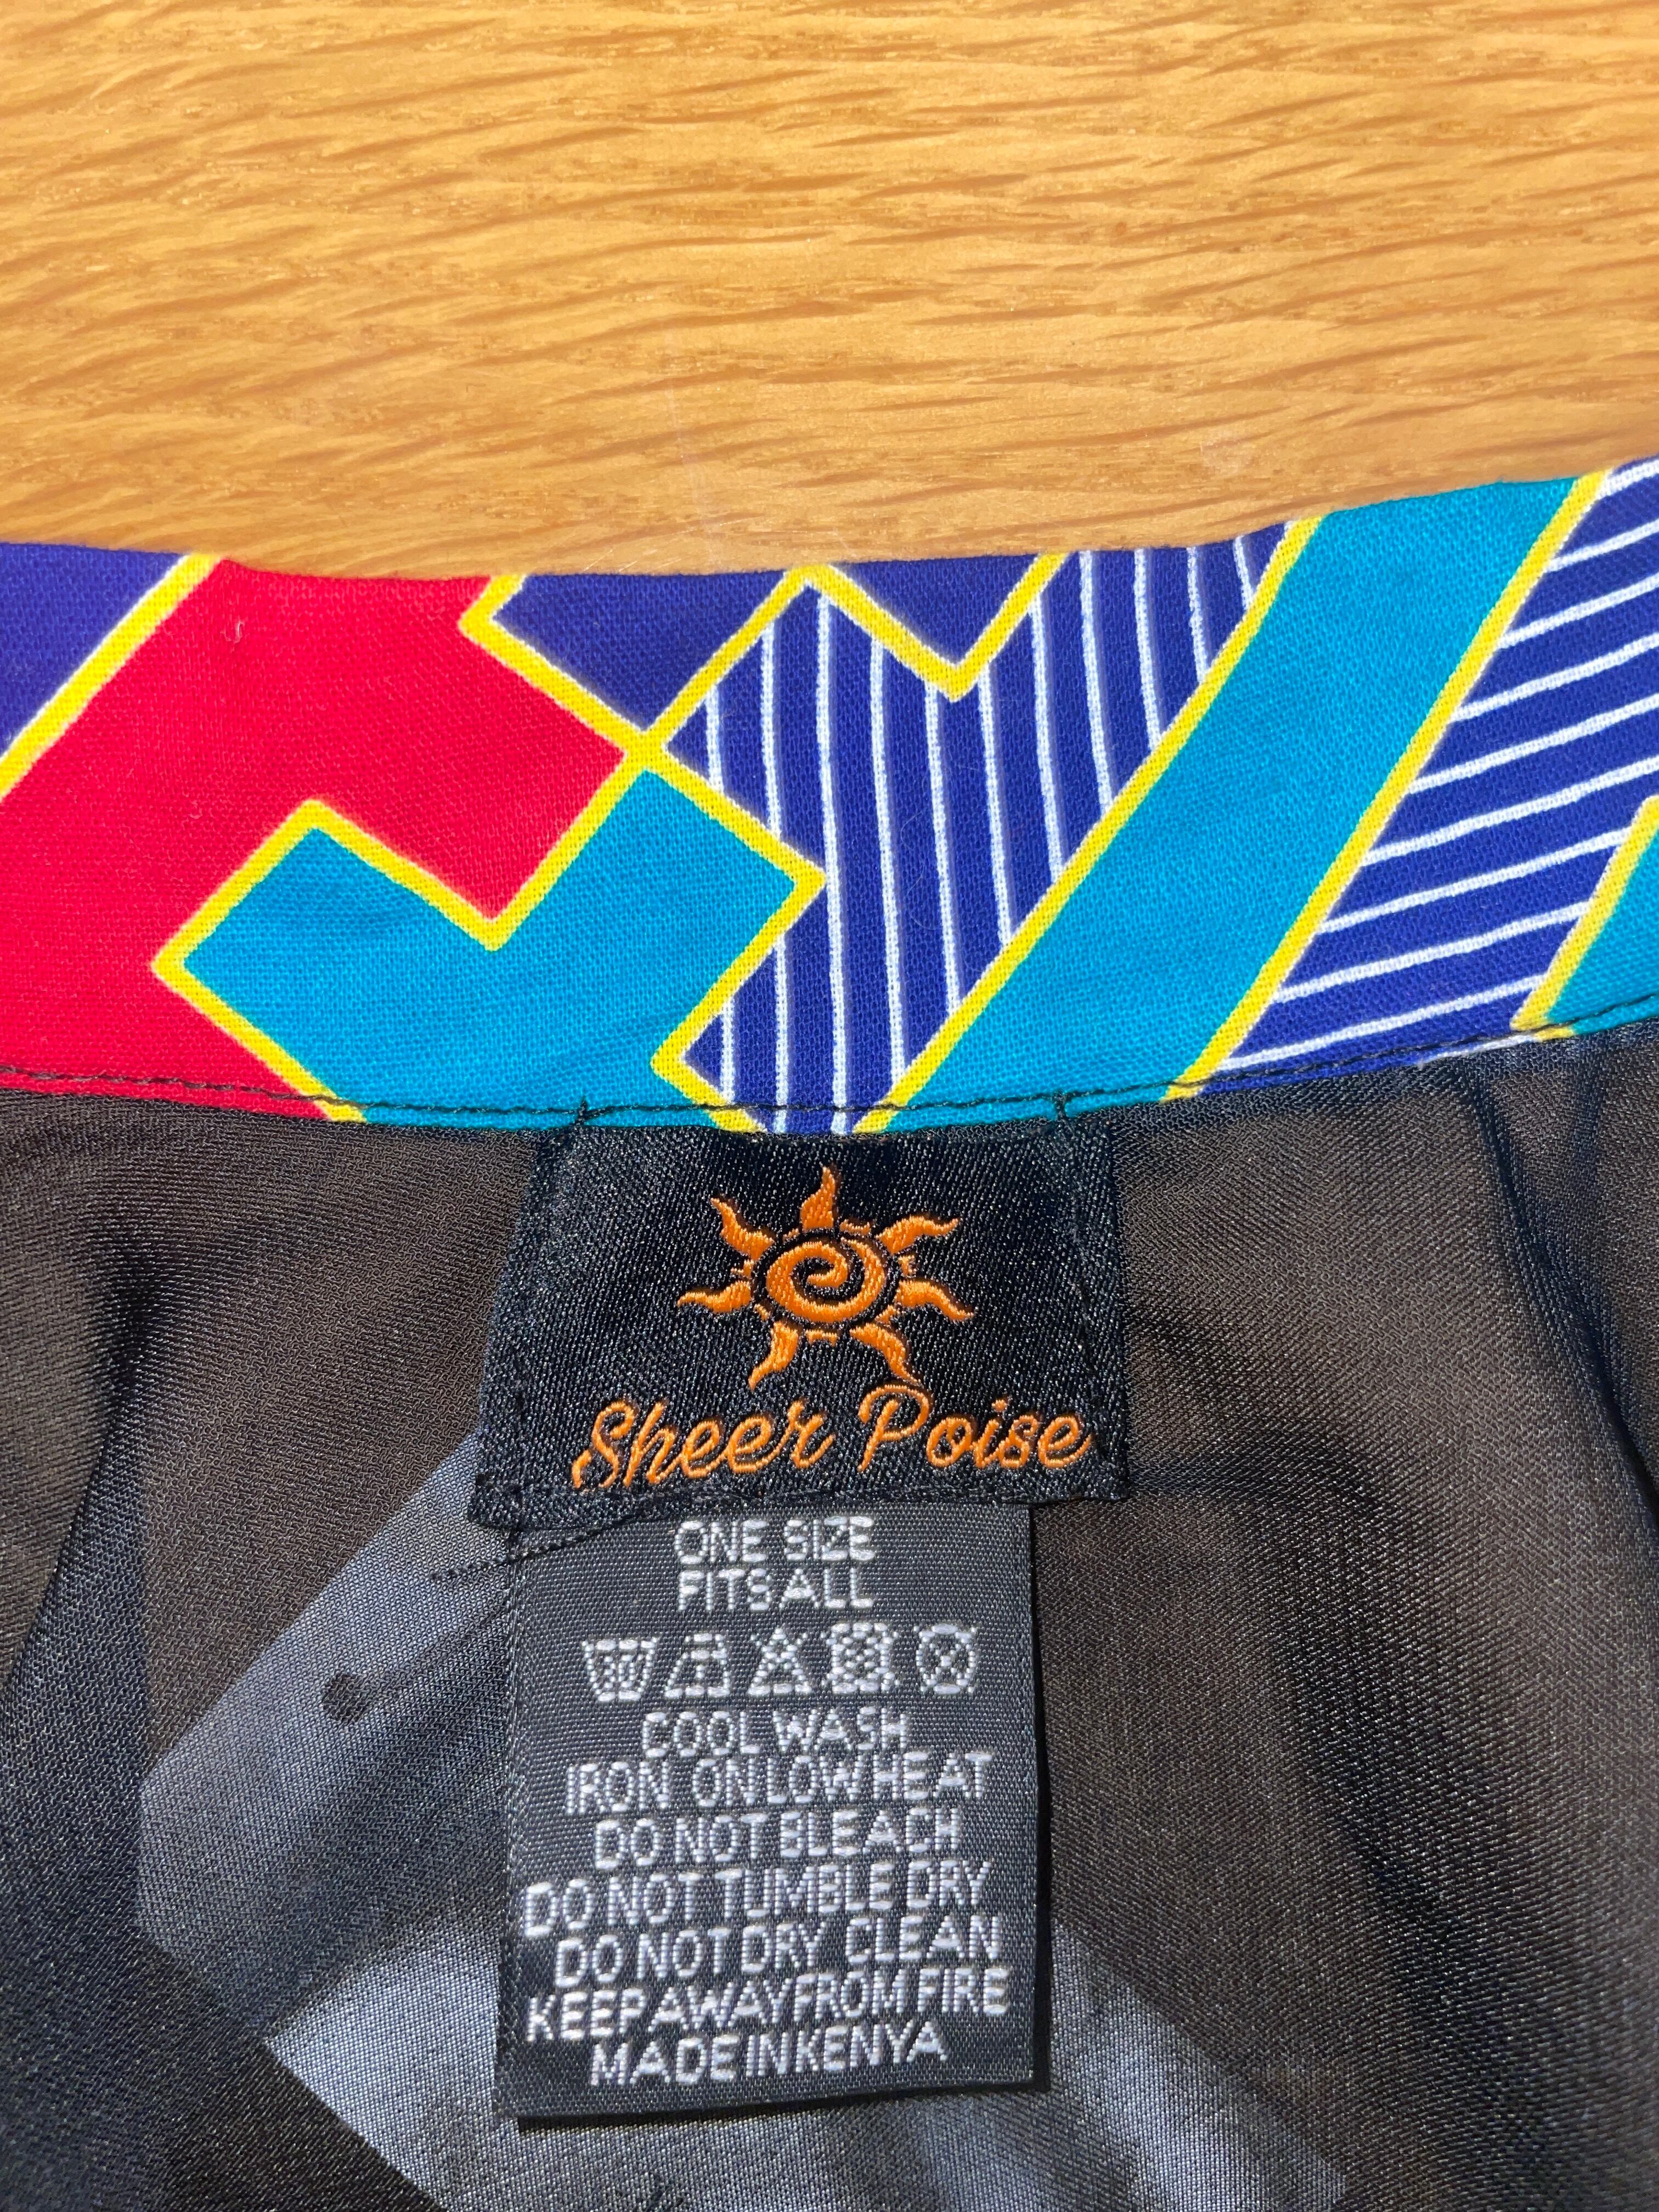 Sheer Poise
ONE SIZE
FITS ALL
30
COOL WASH
IRON ON LOW HEAT
DO NOT BLEACH
DO NOT TUMBLE DRY
DO NOT DRY CLEAN
KEEP AWAY FROM FIRE
MADE IN KENYA